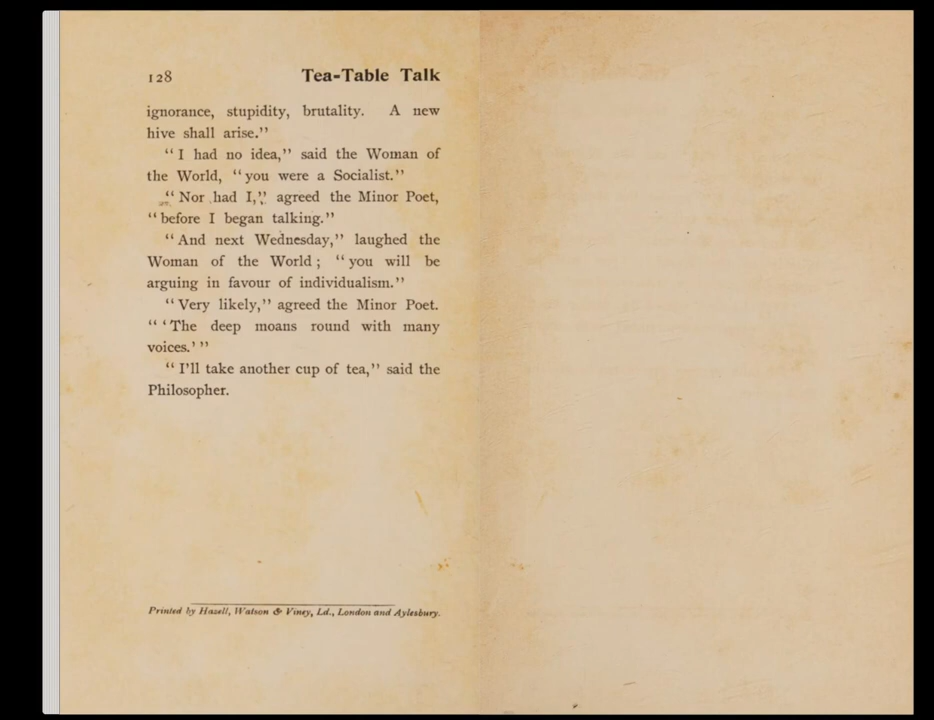 128 Tea-Table Talk
ignorance, stupidity, brutality. A new
hive shall arise."
"I had no idea," said the Woman of
the World, "you were a Socialist."
"Nor had I," agreed the Minor Poet,
"before I began talking."
"And next Wednesday," laughed the
Woman of the World; "you will be
arguing in favour of individualism."
"Very likely," agreed the Minor Poet.
"'The deep moans round with many
voices.'"
"I'll take another cup of tea," said the
Philosopher.
Printed by Hazell, Watson & Viney, Ld., London and Aylesbury.